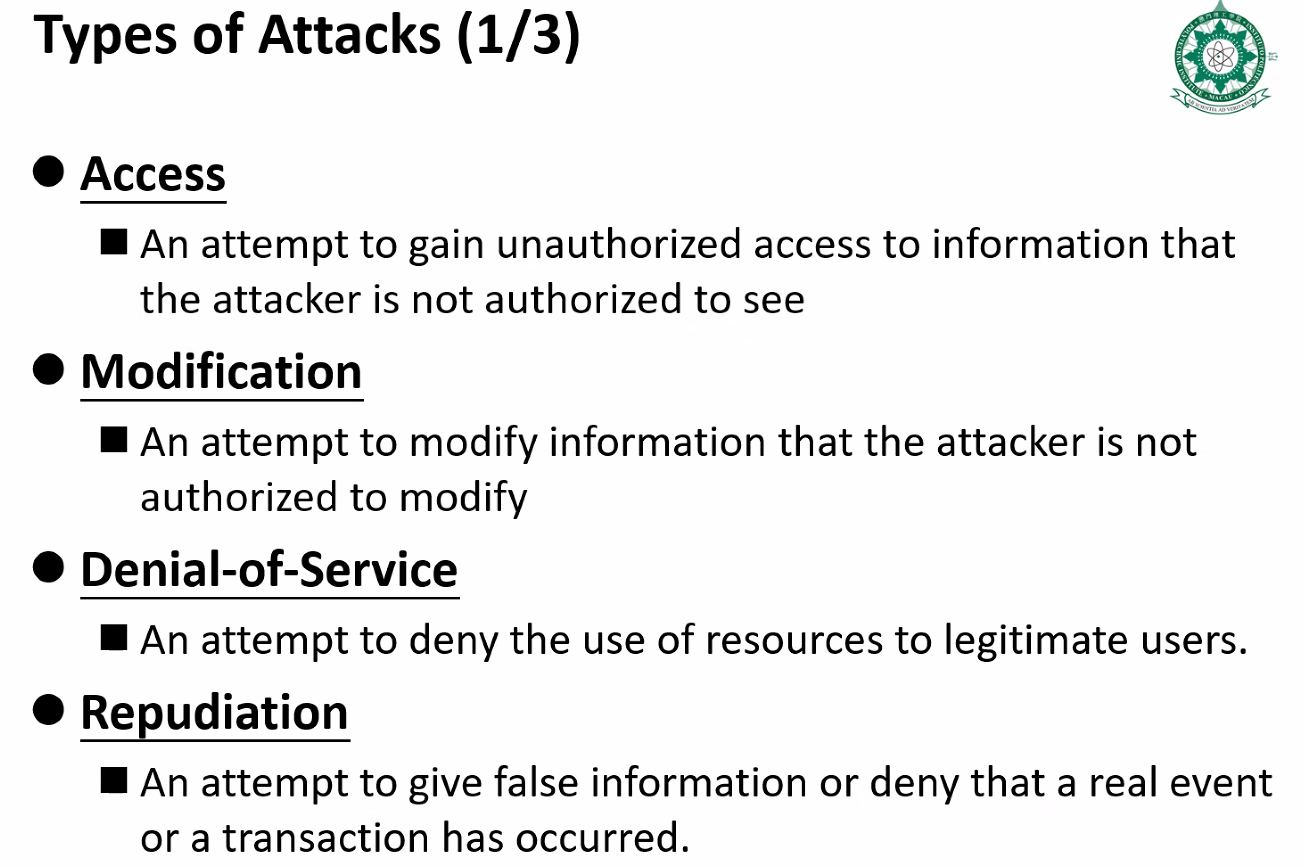 Types of Attacks (1/3)
Access
An attempt to gain unauthorized access to information that
the attacker is not authorized to see
Modification
An attempt to modify information that the attacker is not
authorized to modify
Denial-of-Service
An attempt to deny the use of resources to legitimate users.
Repudiation
An attempt to give false information or deny that a real event
or a transaction has occurred.